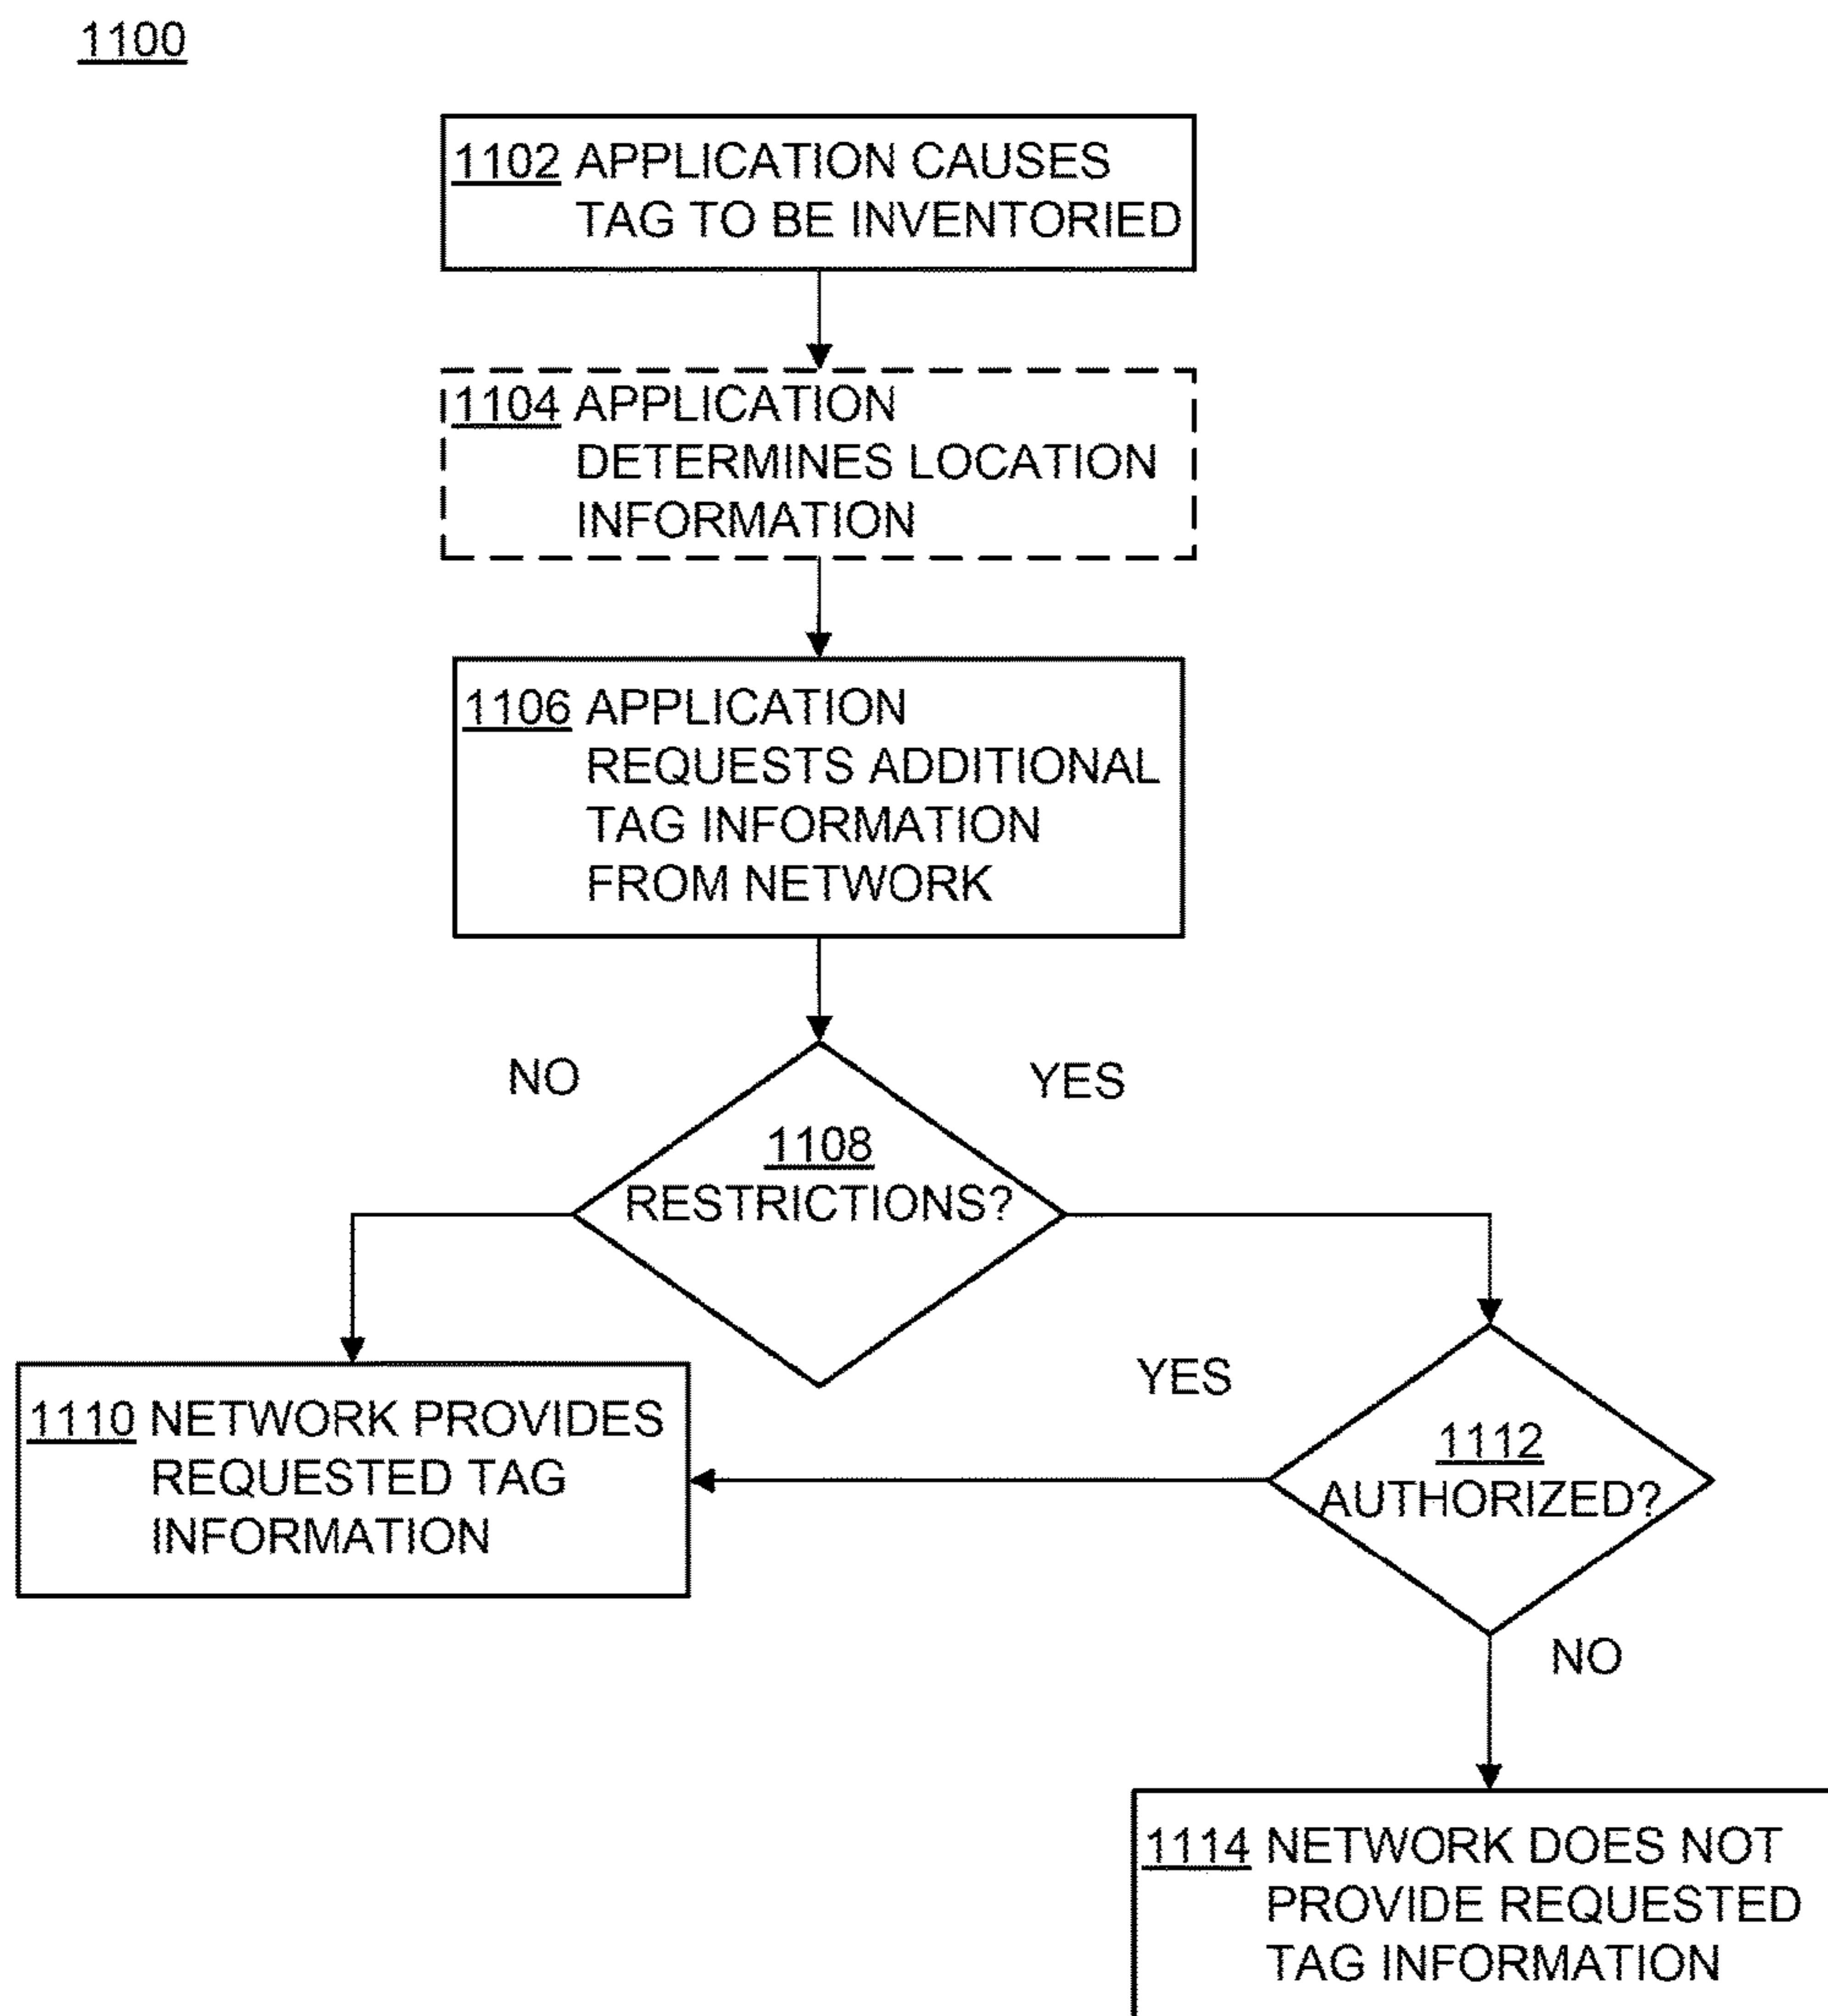 1100
1102 APPLICATION CAUSES
TAG TO BE INVENTORIED
1104 APPLICATION
DETERMINES LOCATION
INFORMATION
1106 APPLICATION
REQUESTS ADDITIONAL
TAG INFORMATION
FROM NETWORK
NO
YES
1108
RESTRICTIONS?
1110 NETWORK PROVIDES
REQUESTED TAG
INFORMATION
YES
1112
AUTHORIZED?
NO
1114 NETWORK DOES NOT
PROVIDE REQUESTED
TAG INFORMATION